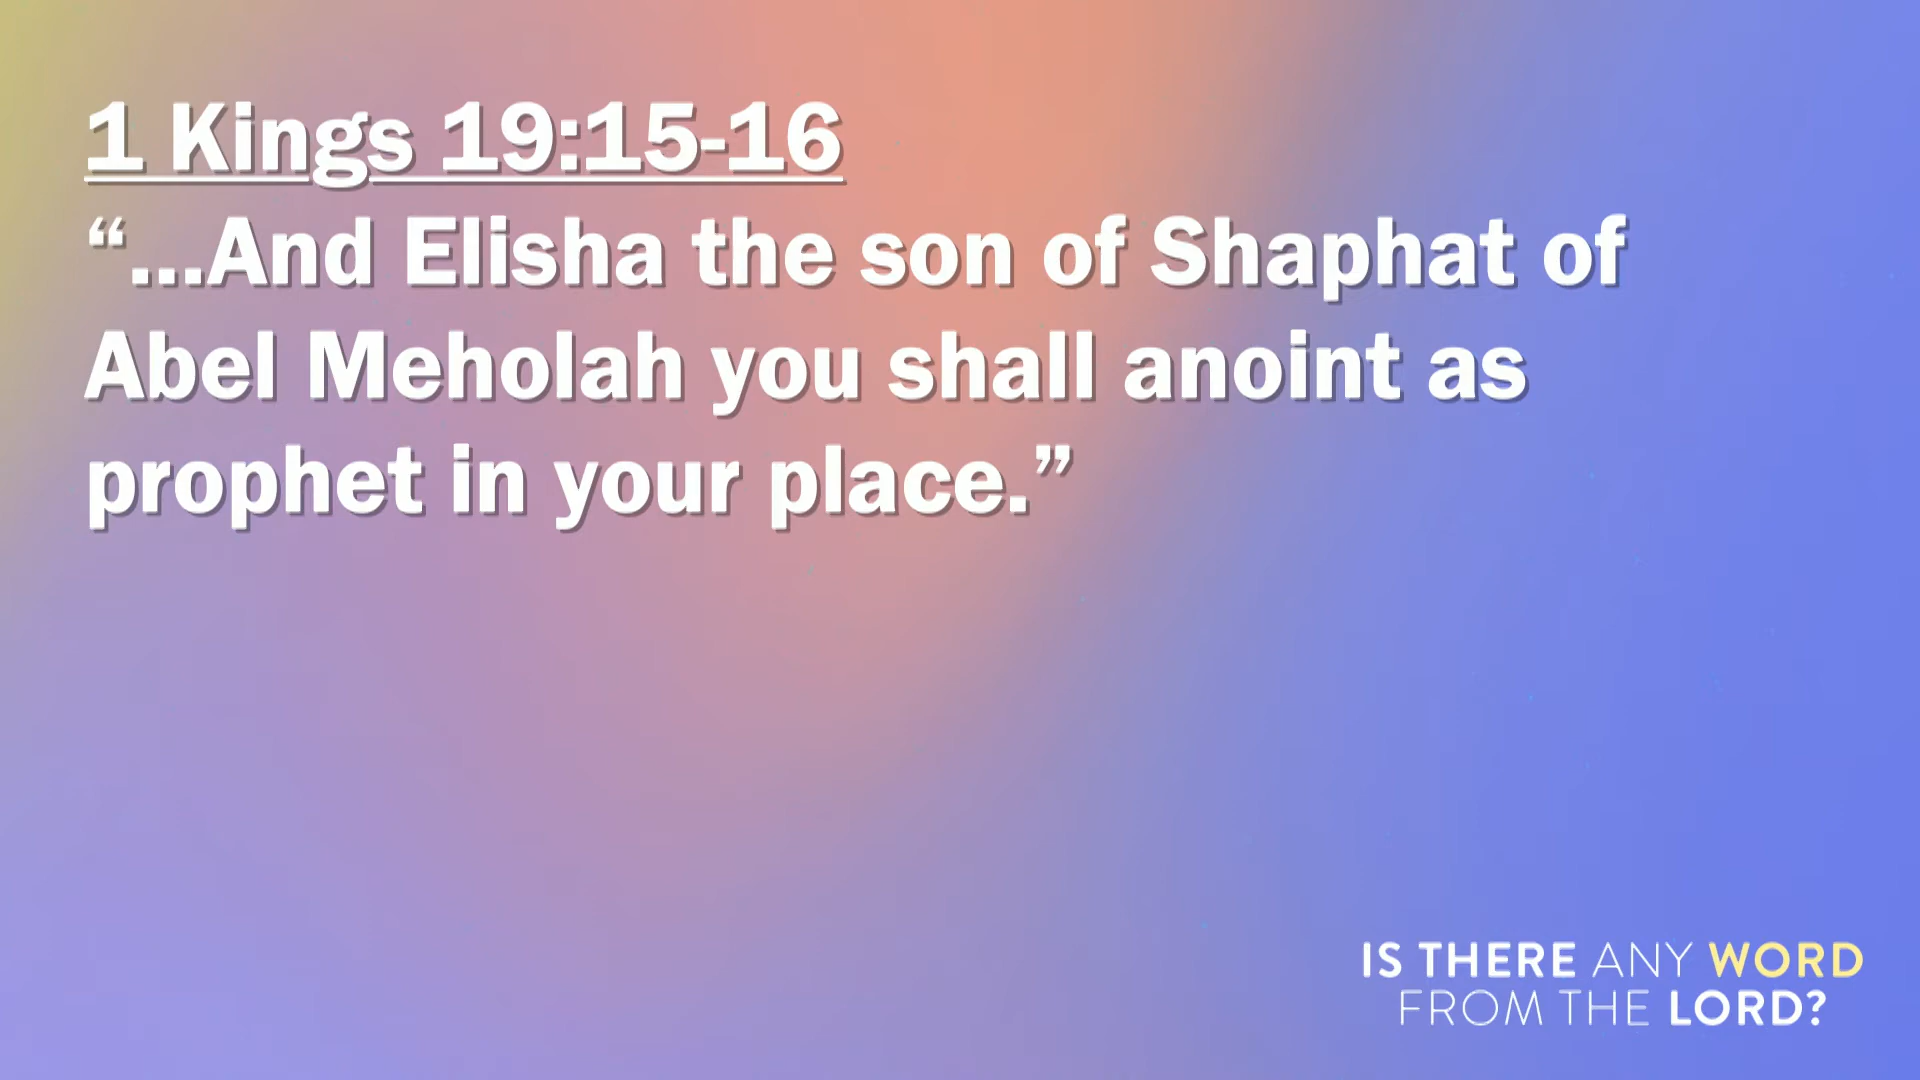 1 Kings 19:15-16
“...And Elisha the son of Shaphat of
Abel Meholah you shall anoint as
prophet in your place.”
IS THERE ANY WORD
FROM THE LORD?